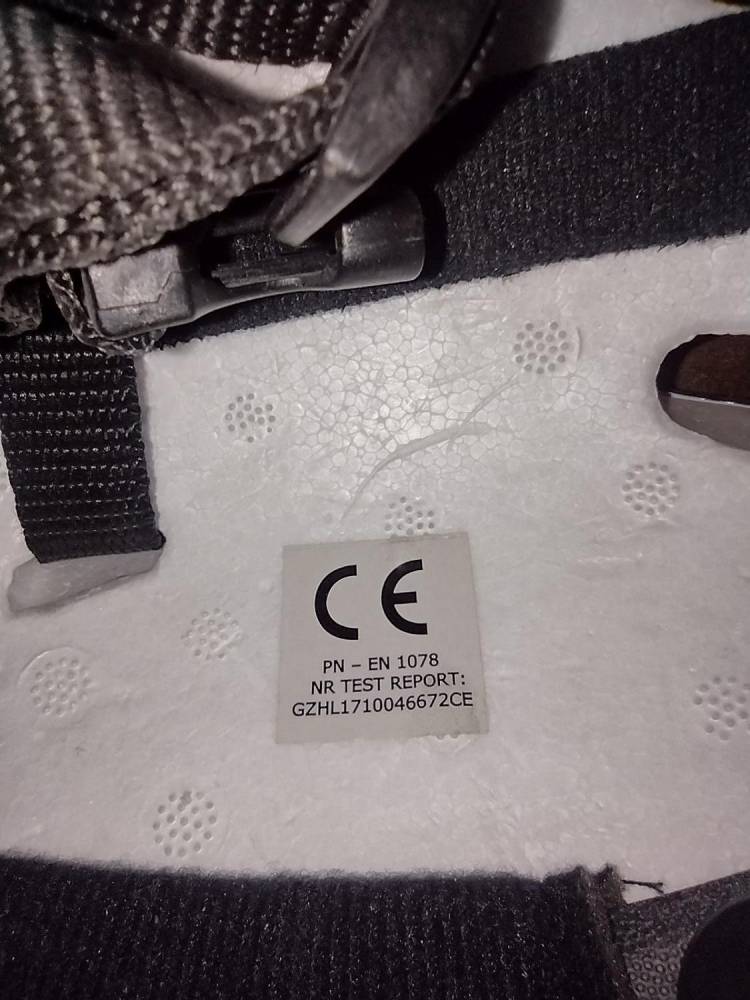 CE
PN – EN 1078
NR TEST REPORT:
GZHL1710046672CE